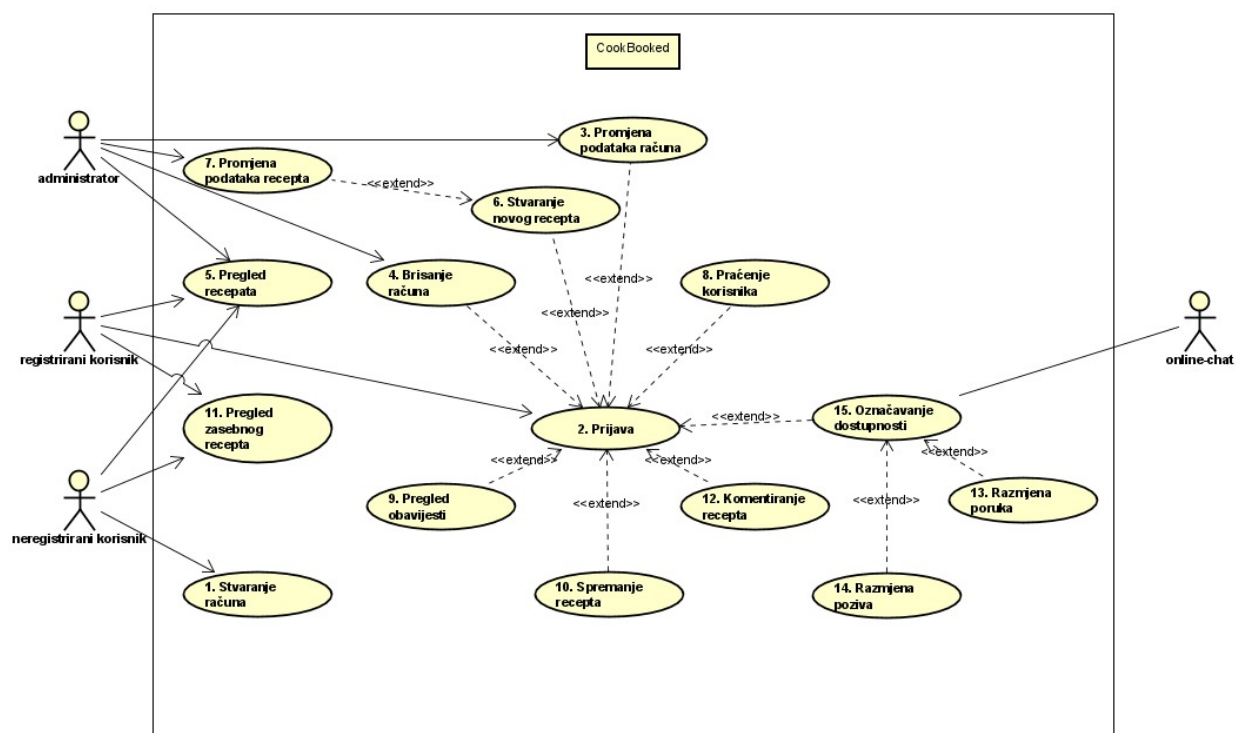 CookBooked
3. Promjena
podataka računa
administrator
7. Promjena
podataka recepta
<<extend>>
6. Stvaranje
novog recepta
5. Pregled
recepata
4. Brisanje
računa
<<extend>>
8. Praćenje
korisnika
<<extend>>
registrirani korisnik
online-chat
<<extend>>
<<extend>>
<<extend>>
11. Pregled
zasebnog
recepta
2. Prijava
<<extend>>
15. Označavanje
dostupnosti
<<extend>>
<<extend>>
<<extend>>
9. Pregled
obavijesti
<<extend>>
12. Komentiranje
recepta
<<extend>>
13. Razmjena
poruka
neregistrirani korisnik
1. Stvaranje
računa
10. Spremanje
recepta
14. Razmjena
poziva